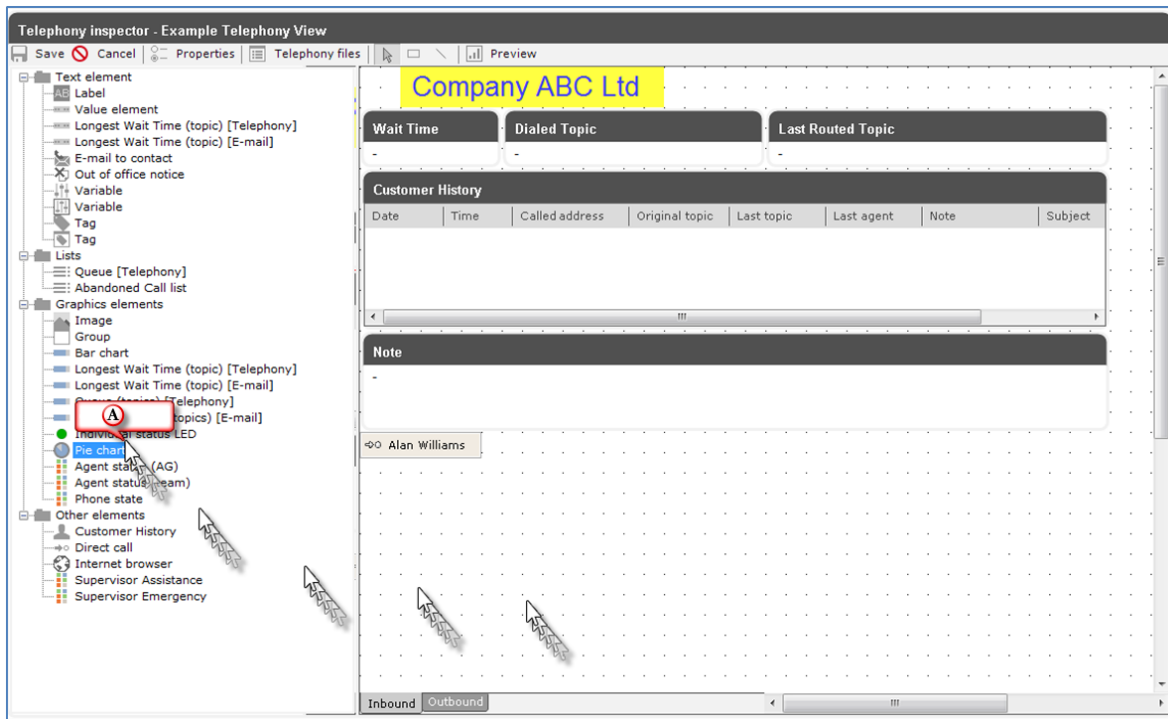 Telephony inspector - Example Telephony View
Save Cancel Properties Telephony files Preview
Text element
AB Label
Value element
Longest Wait Time (topic) [Telephony]
Longest Wait Time (topic) [E-mail]
E-mail to contact
Out of office notice
Variable
Variable
Tag
Tag
Lists
Queue [Telephony]
Abandoned Call list
Graphics elements
Image
Group
Bar chart
Longest Wait Time (topic) [Telephony]
Longest Wait Time (topic) [E-mail]
Queue (topics) [Telephony]
A topics) [E-mail]
Individual status LED
Pie chart
Agent status (AG)
Agent status (team)
Phone state
Other elements
Customer History
Direct call
Internet browser
Supervisor Assistance
Supervisor Emergency
Company ABC Ltd
Wait Time Dialed Topic Last Routed Topic
- - -
Customer History
Date Time Called address Original topic Last topic Last agent Note Subject
Note
-
Alan Williams
Inbound Outbound